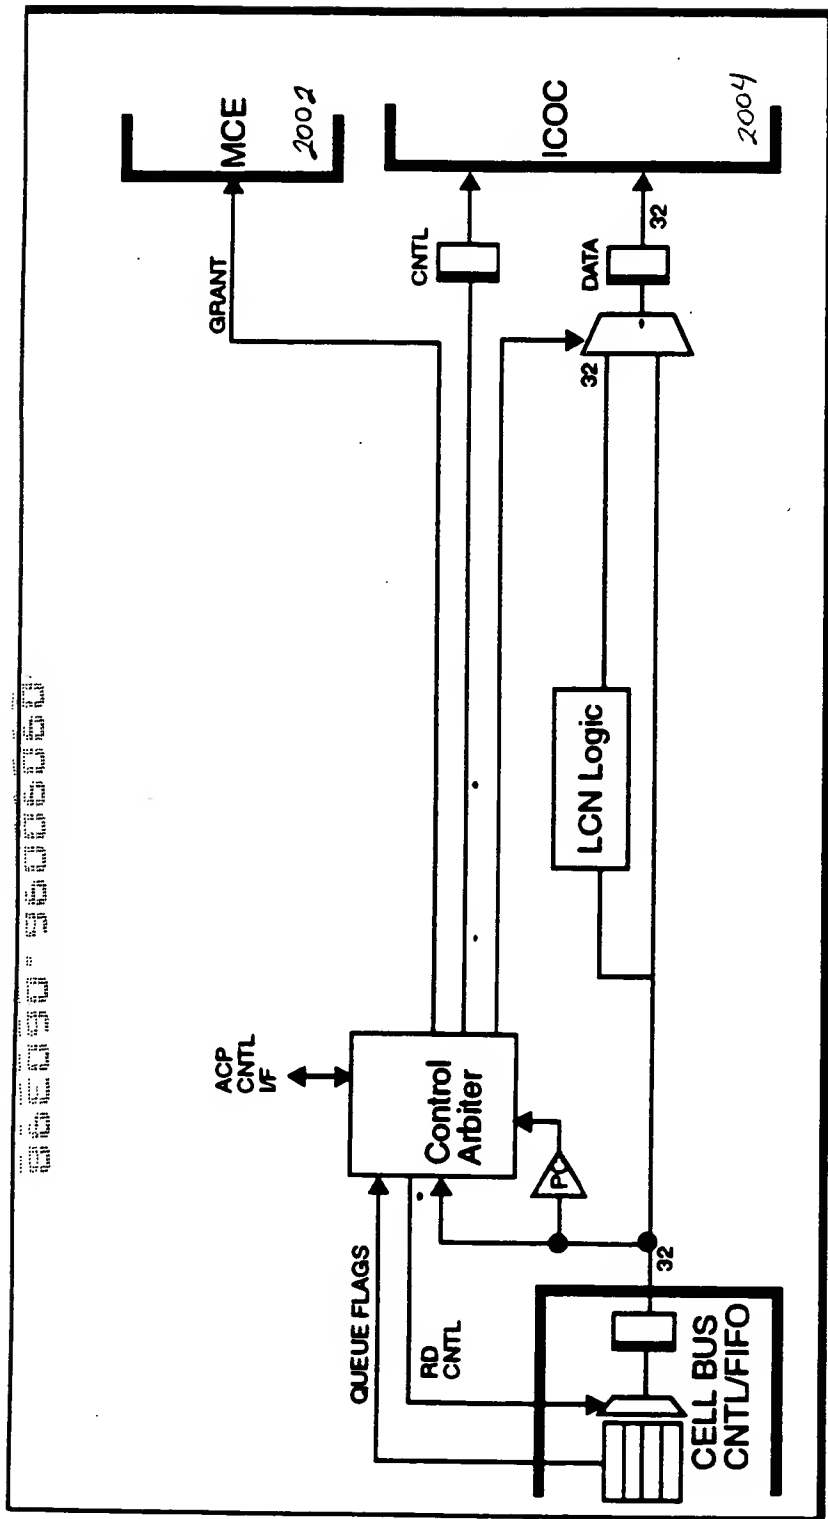 MCE
2002
ICOC
2004
GRANT
CNTL
DATA
32
32
LCN Logic
ACP
CNTL
I/F
Control
Arbiter
PC
QUEUE FLAGS
RD
CNTL
32
CELL BUS
CNTL/FIFO